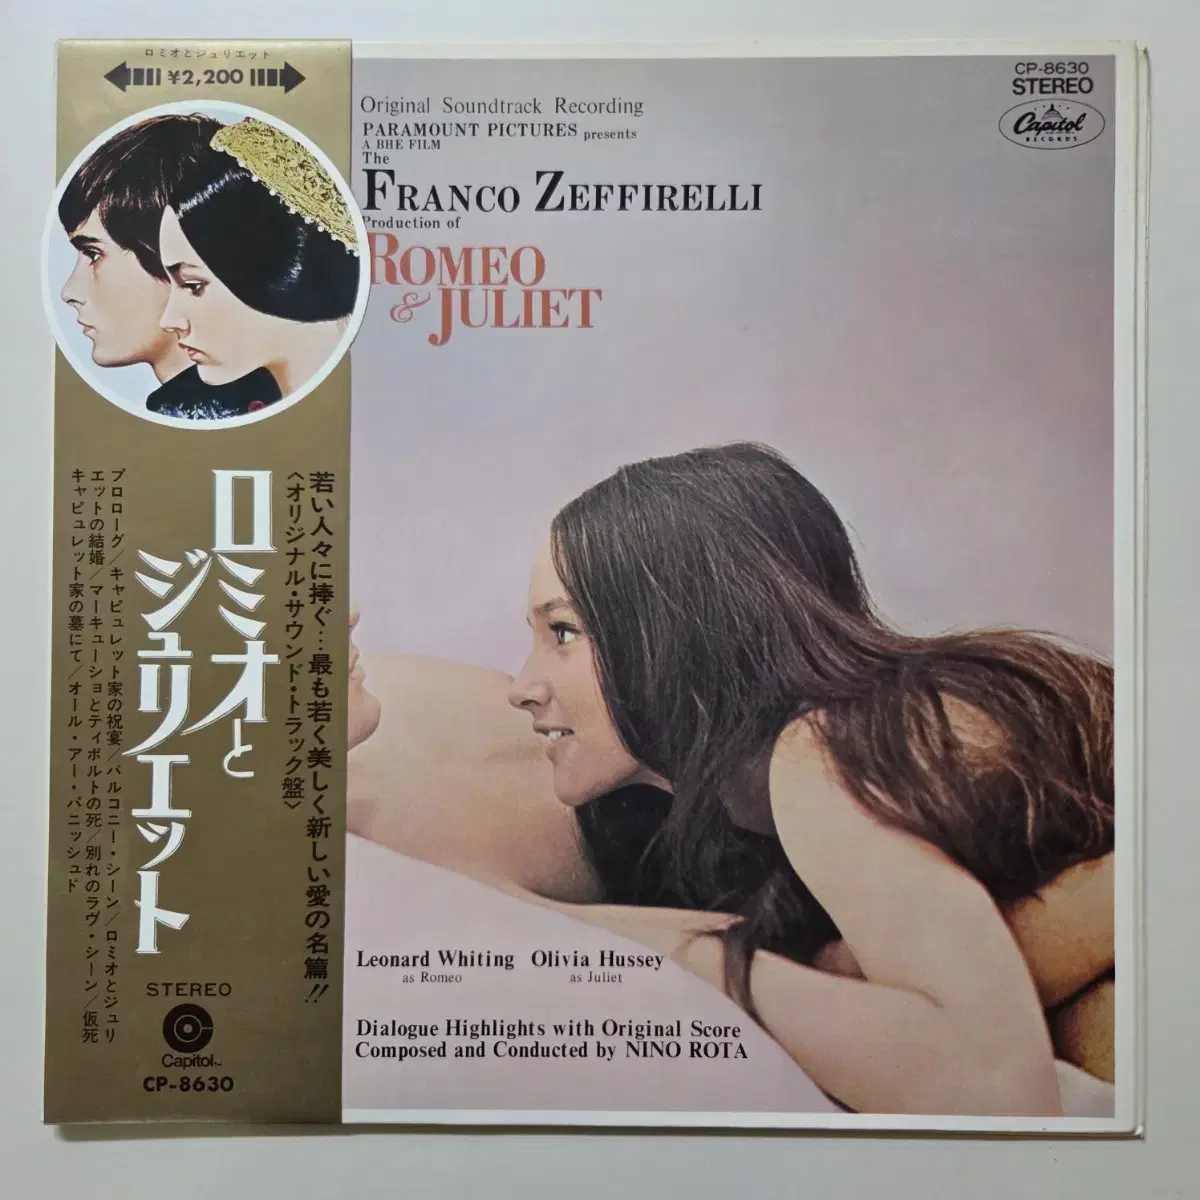 ロミオとジュリエット
¥2,200
ロミオと
ジュリエット
若い人々に捧ぐ…最も若く美しく新しい愛の名篇!!
〈オリジナル・サウンド・トラック盤〉
プロローグ/キャピュレット家の祝宴/バルコニー・シーン/ロミオとジュリ
エットの結婚/マーキューショとティボルトの死/別れのラヴ・シーン/仮死
キャピュレット家の墓にて/オール・アー・パニッシュド
STEREO
Capitol
CP-8630
CP-8630
STEREO
Capitol
RECORDS
Original Soundtrack Recording
PARAMOUNT PICTURES presents
A BHE FILM
The
FRANCO ZEFFIRELLI
Production of
ROMEO
& JULIET
Leonard Whiting Olivia Hussey
as Romeo as Juliet
Dialogue Highlights with Original Score
Composed and Conducted by NINO ROTA